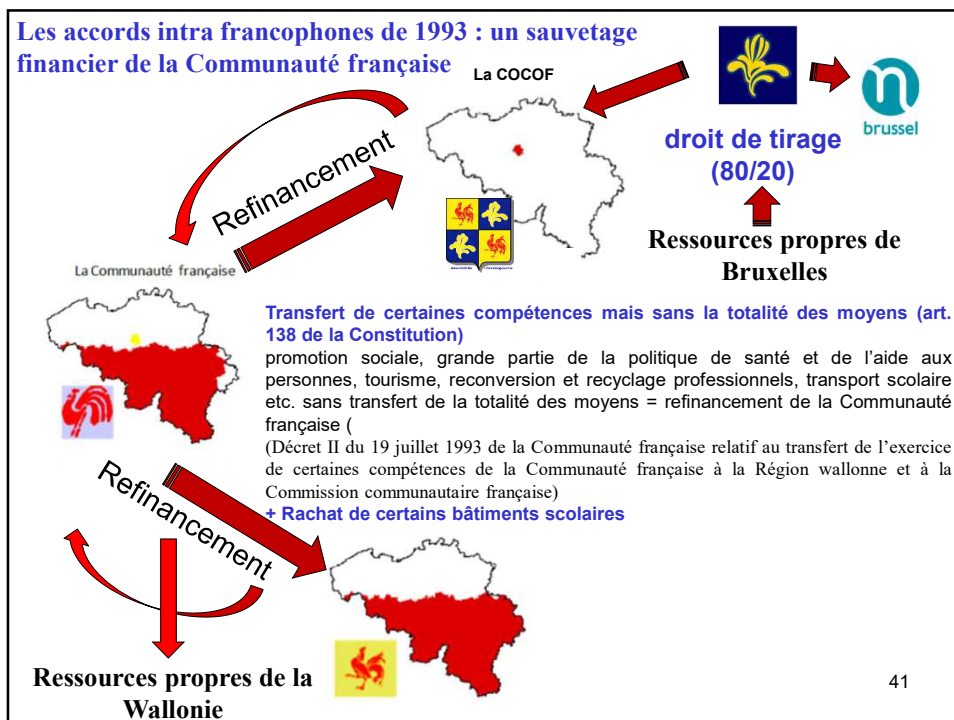 Les accords intra francophones de 1993 : un sauvetage
financier de la Communauté française
La COCOF
brussel
droit de tirage
(80/20)
Refinancement
Ressources propres de
Bruxelles
La Communauté française
Transfert de certaines compétences mais sans la totalité des moyens (art.
138 de la Constitution)
promotion sociale, grande partie de la politique de santé et de l'aide aux
personnes, tourisme, reconversion et recyclage professionnels, transport scolaire
etc. sans transfert de la totalité des moyens = refinancement de la Communauté
française (
(Décret II du 19 juillet 1993 de la Communauté française relatif au transfert de l'exercice
de certaines compétences de la Communauté française à la Région wallonne et à la
Commission communautaire française)
+ Rachat de certains bâtiments scolaires
Refinancement
Ressources propres de la
Wallonie
41